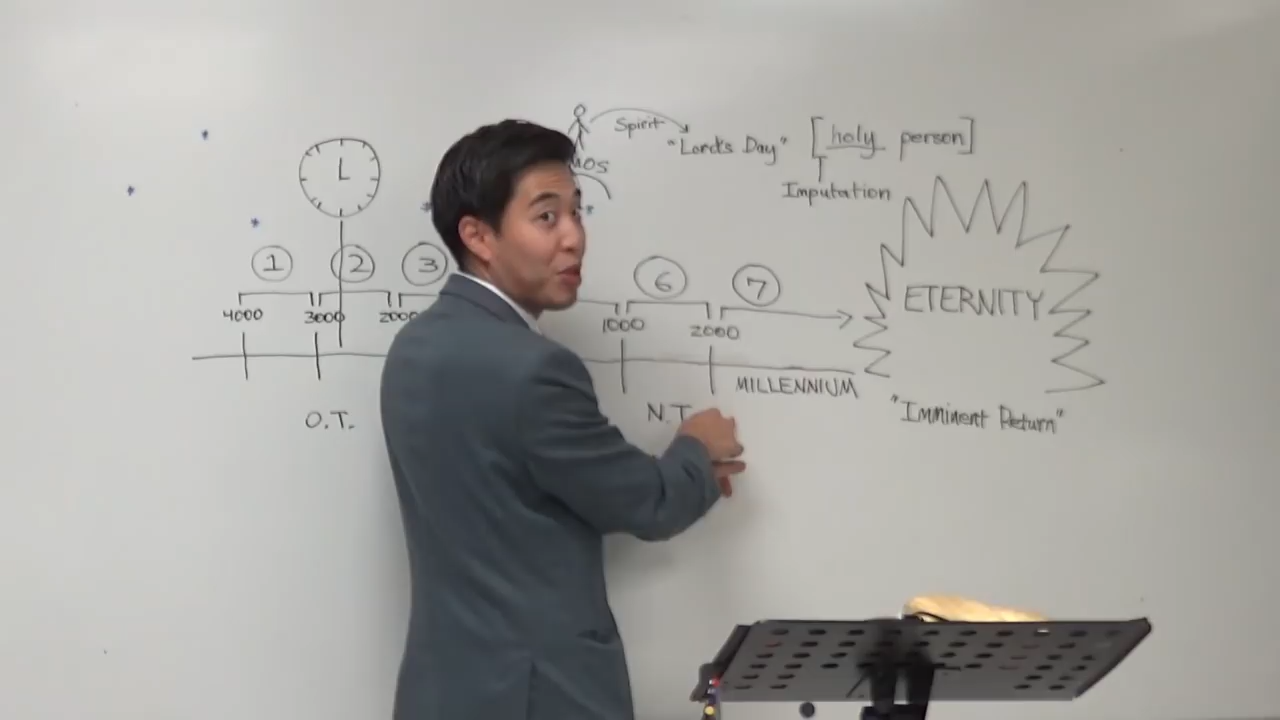 Spirit
"Lord's Day" [holy person]
MOS
Imputation
L
1 2 3 6 7
4000 3000 2000 1000 2000
ETERNITY
MILLENNIUM
O.T. N.T.
"Imminent Return"